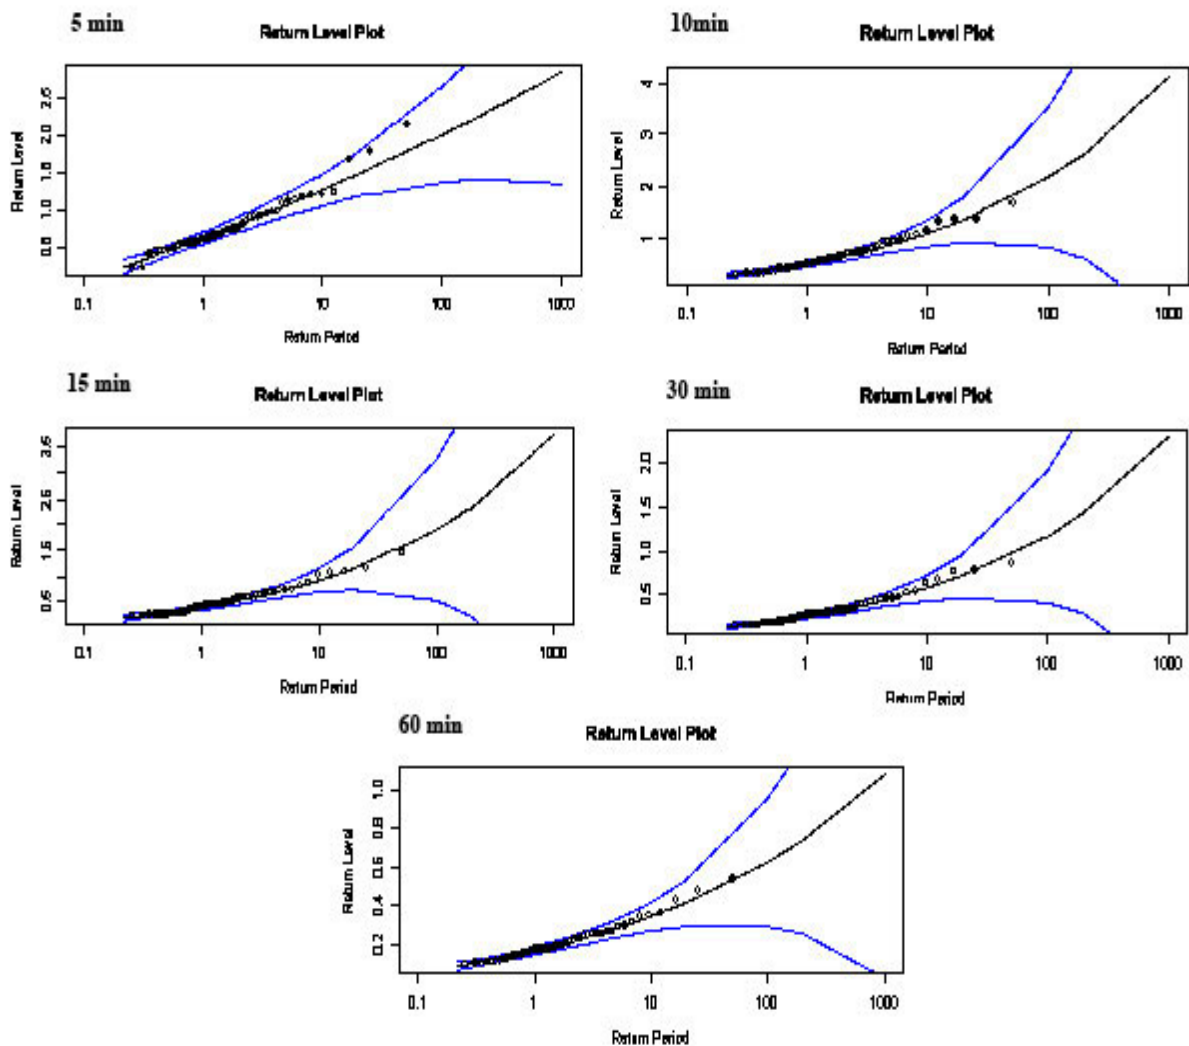 5 min
Return Level Plot
Return Level
0.5 1.0 1.5 2.0 2.5
0.1 1 10 100 1000
Return Period
10min
Return Level Plot
Return Level
1 2 3 4
0.1 1 10 100 1000
Return Period
15 min
Return Level Plot
Return Level
0.5 1.5 2.5 3.5
0.1 1 10 100 1000
Return Period
30 min
Return Level Plot
Return Level
0.5 1.0 1.5 2.0
0.1 1 10 100 1000
Return Period
60 min
Return Level Plot
Return Level
0.2 0.4 0.6 0.8 1.0
0.1 1 10 100 1000
Return Period